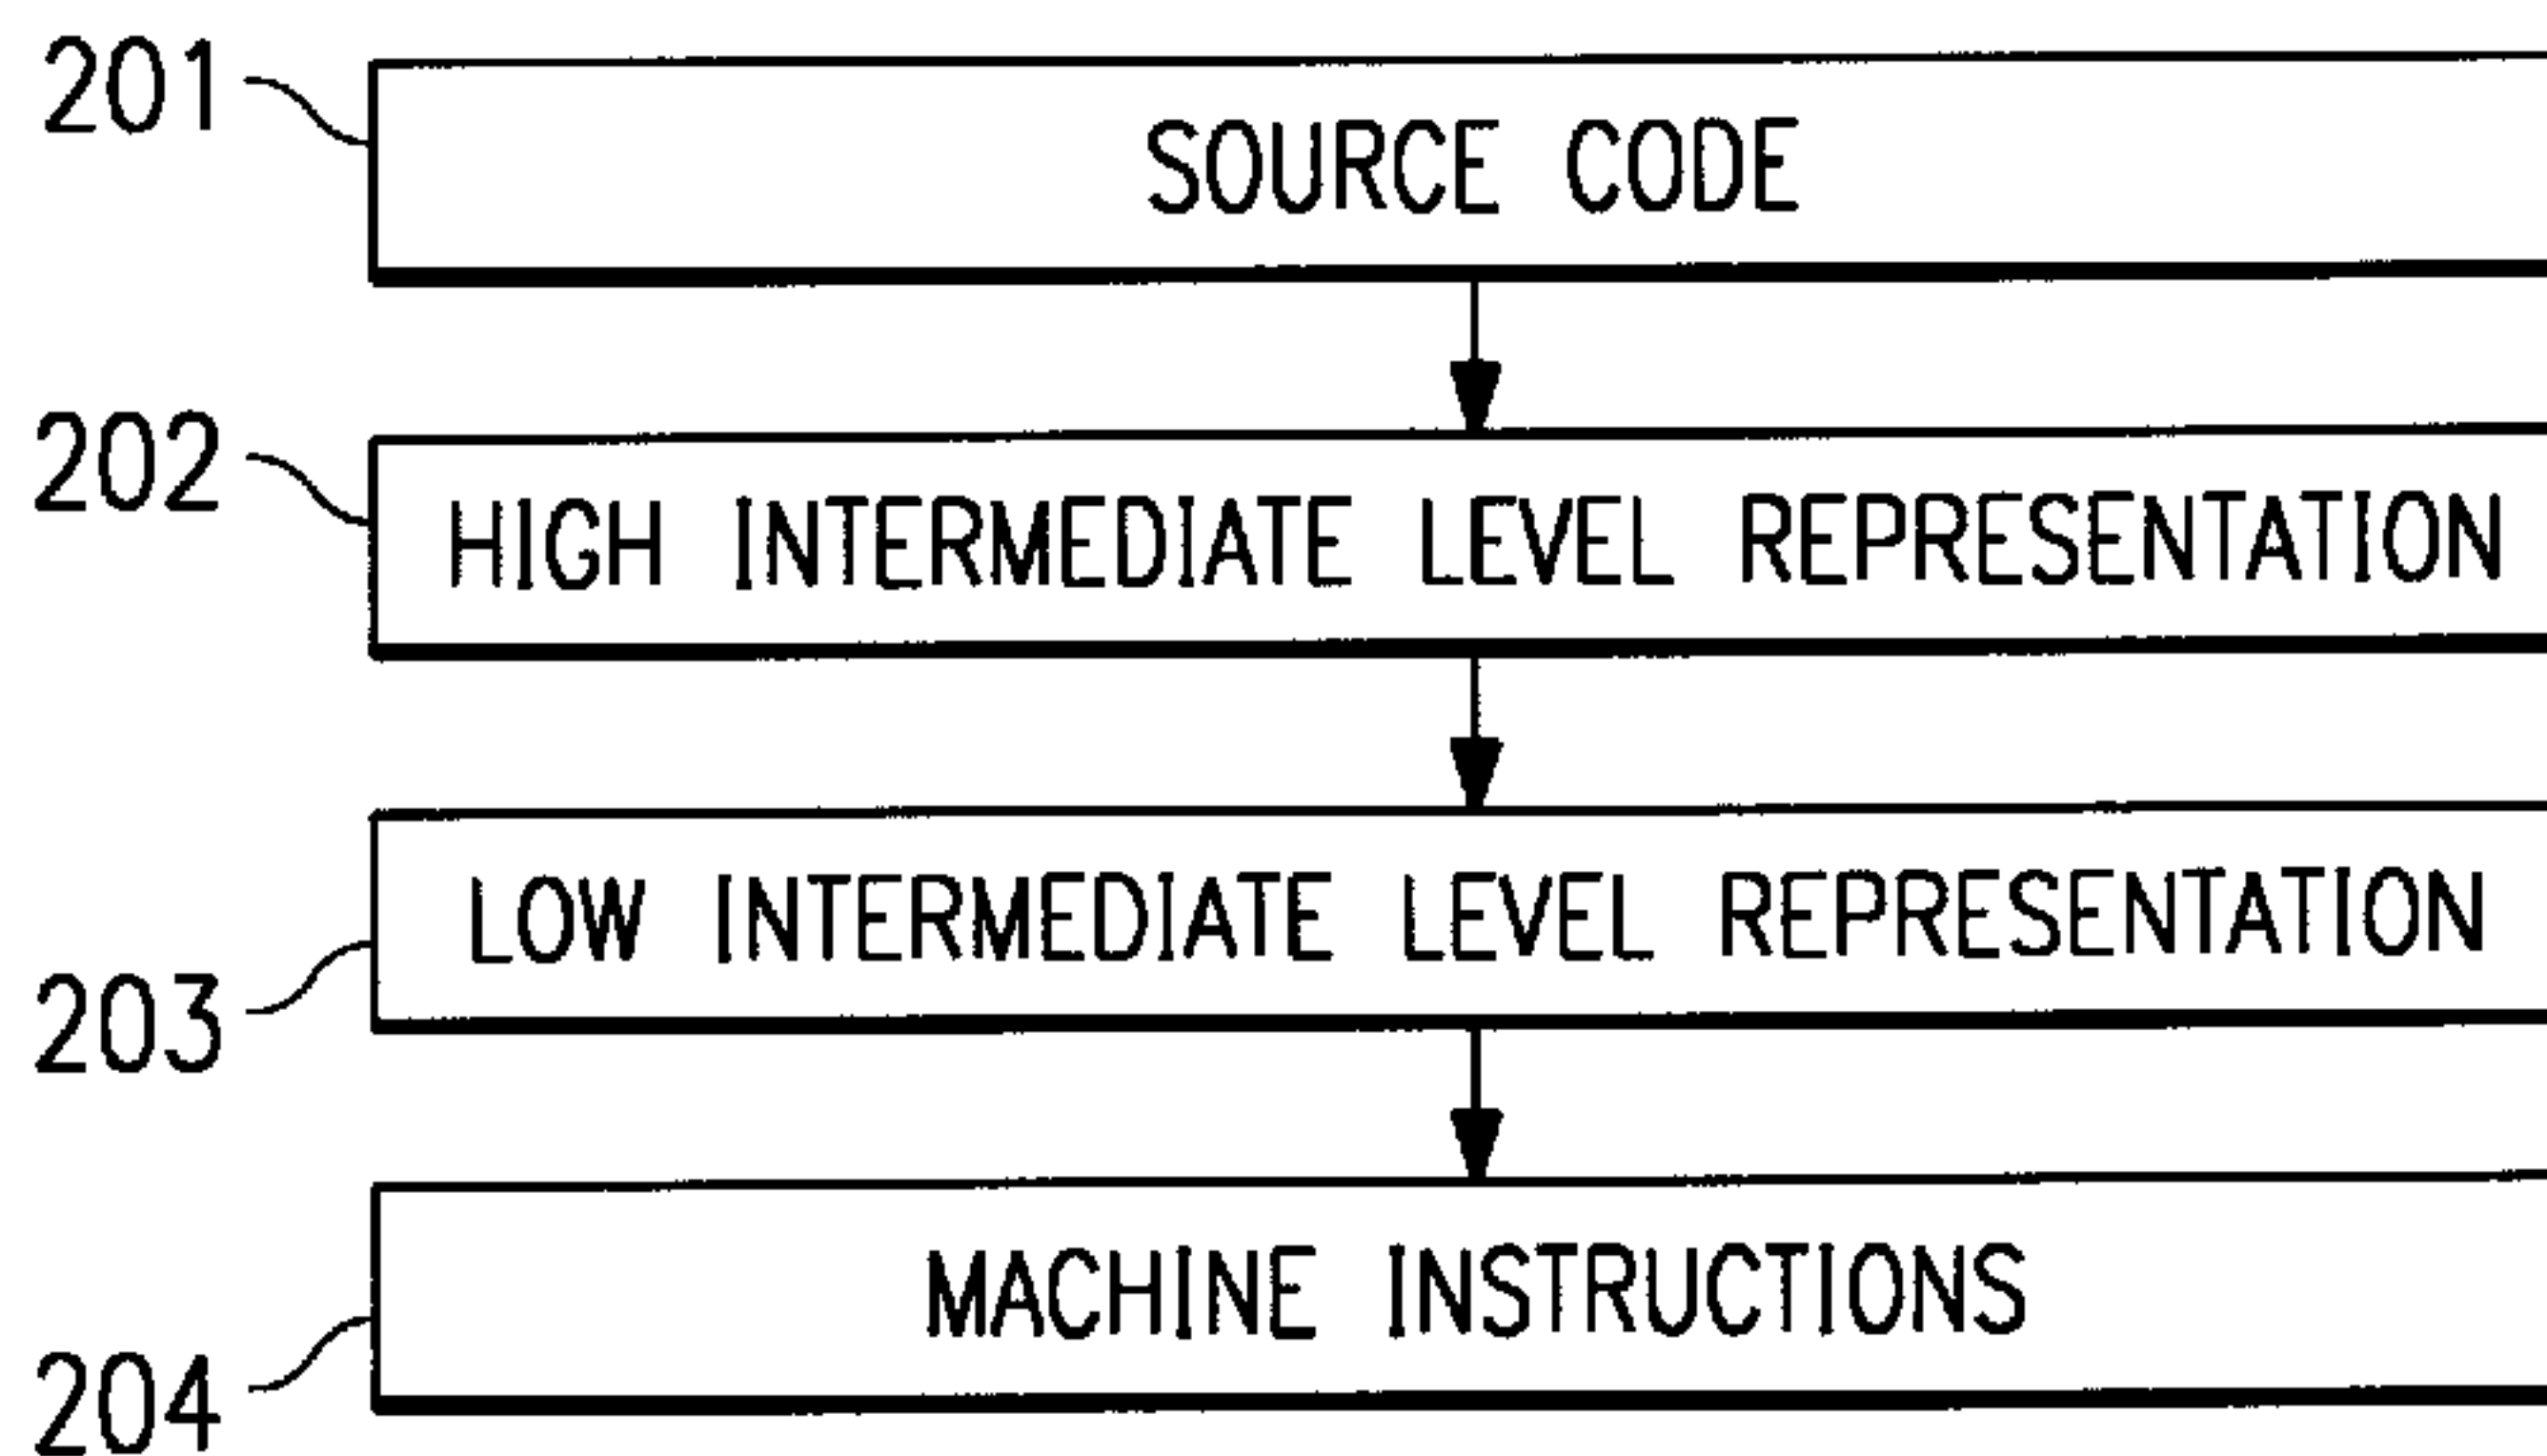 201
SOURCE CODE
202
HIGH INTERMEDIATE LEVEL REPRESENTATION
LOW INTERMEDIATE LEVEL REPRESENTATION
203
MACHINE INSTRUCTIONS
204